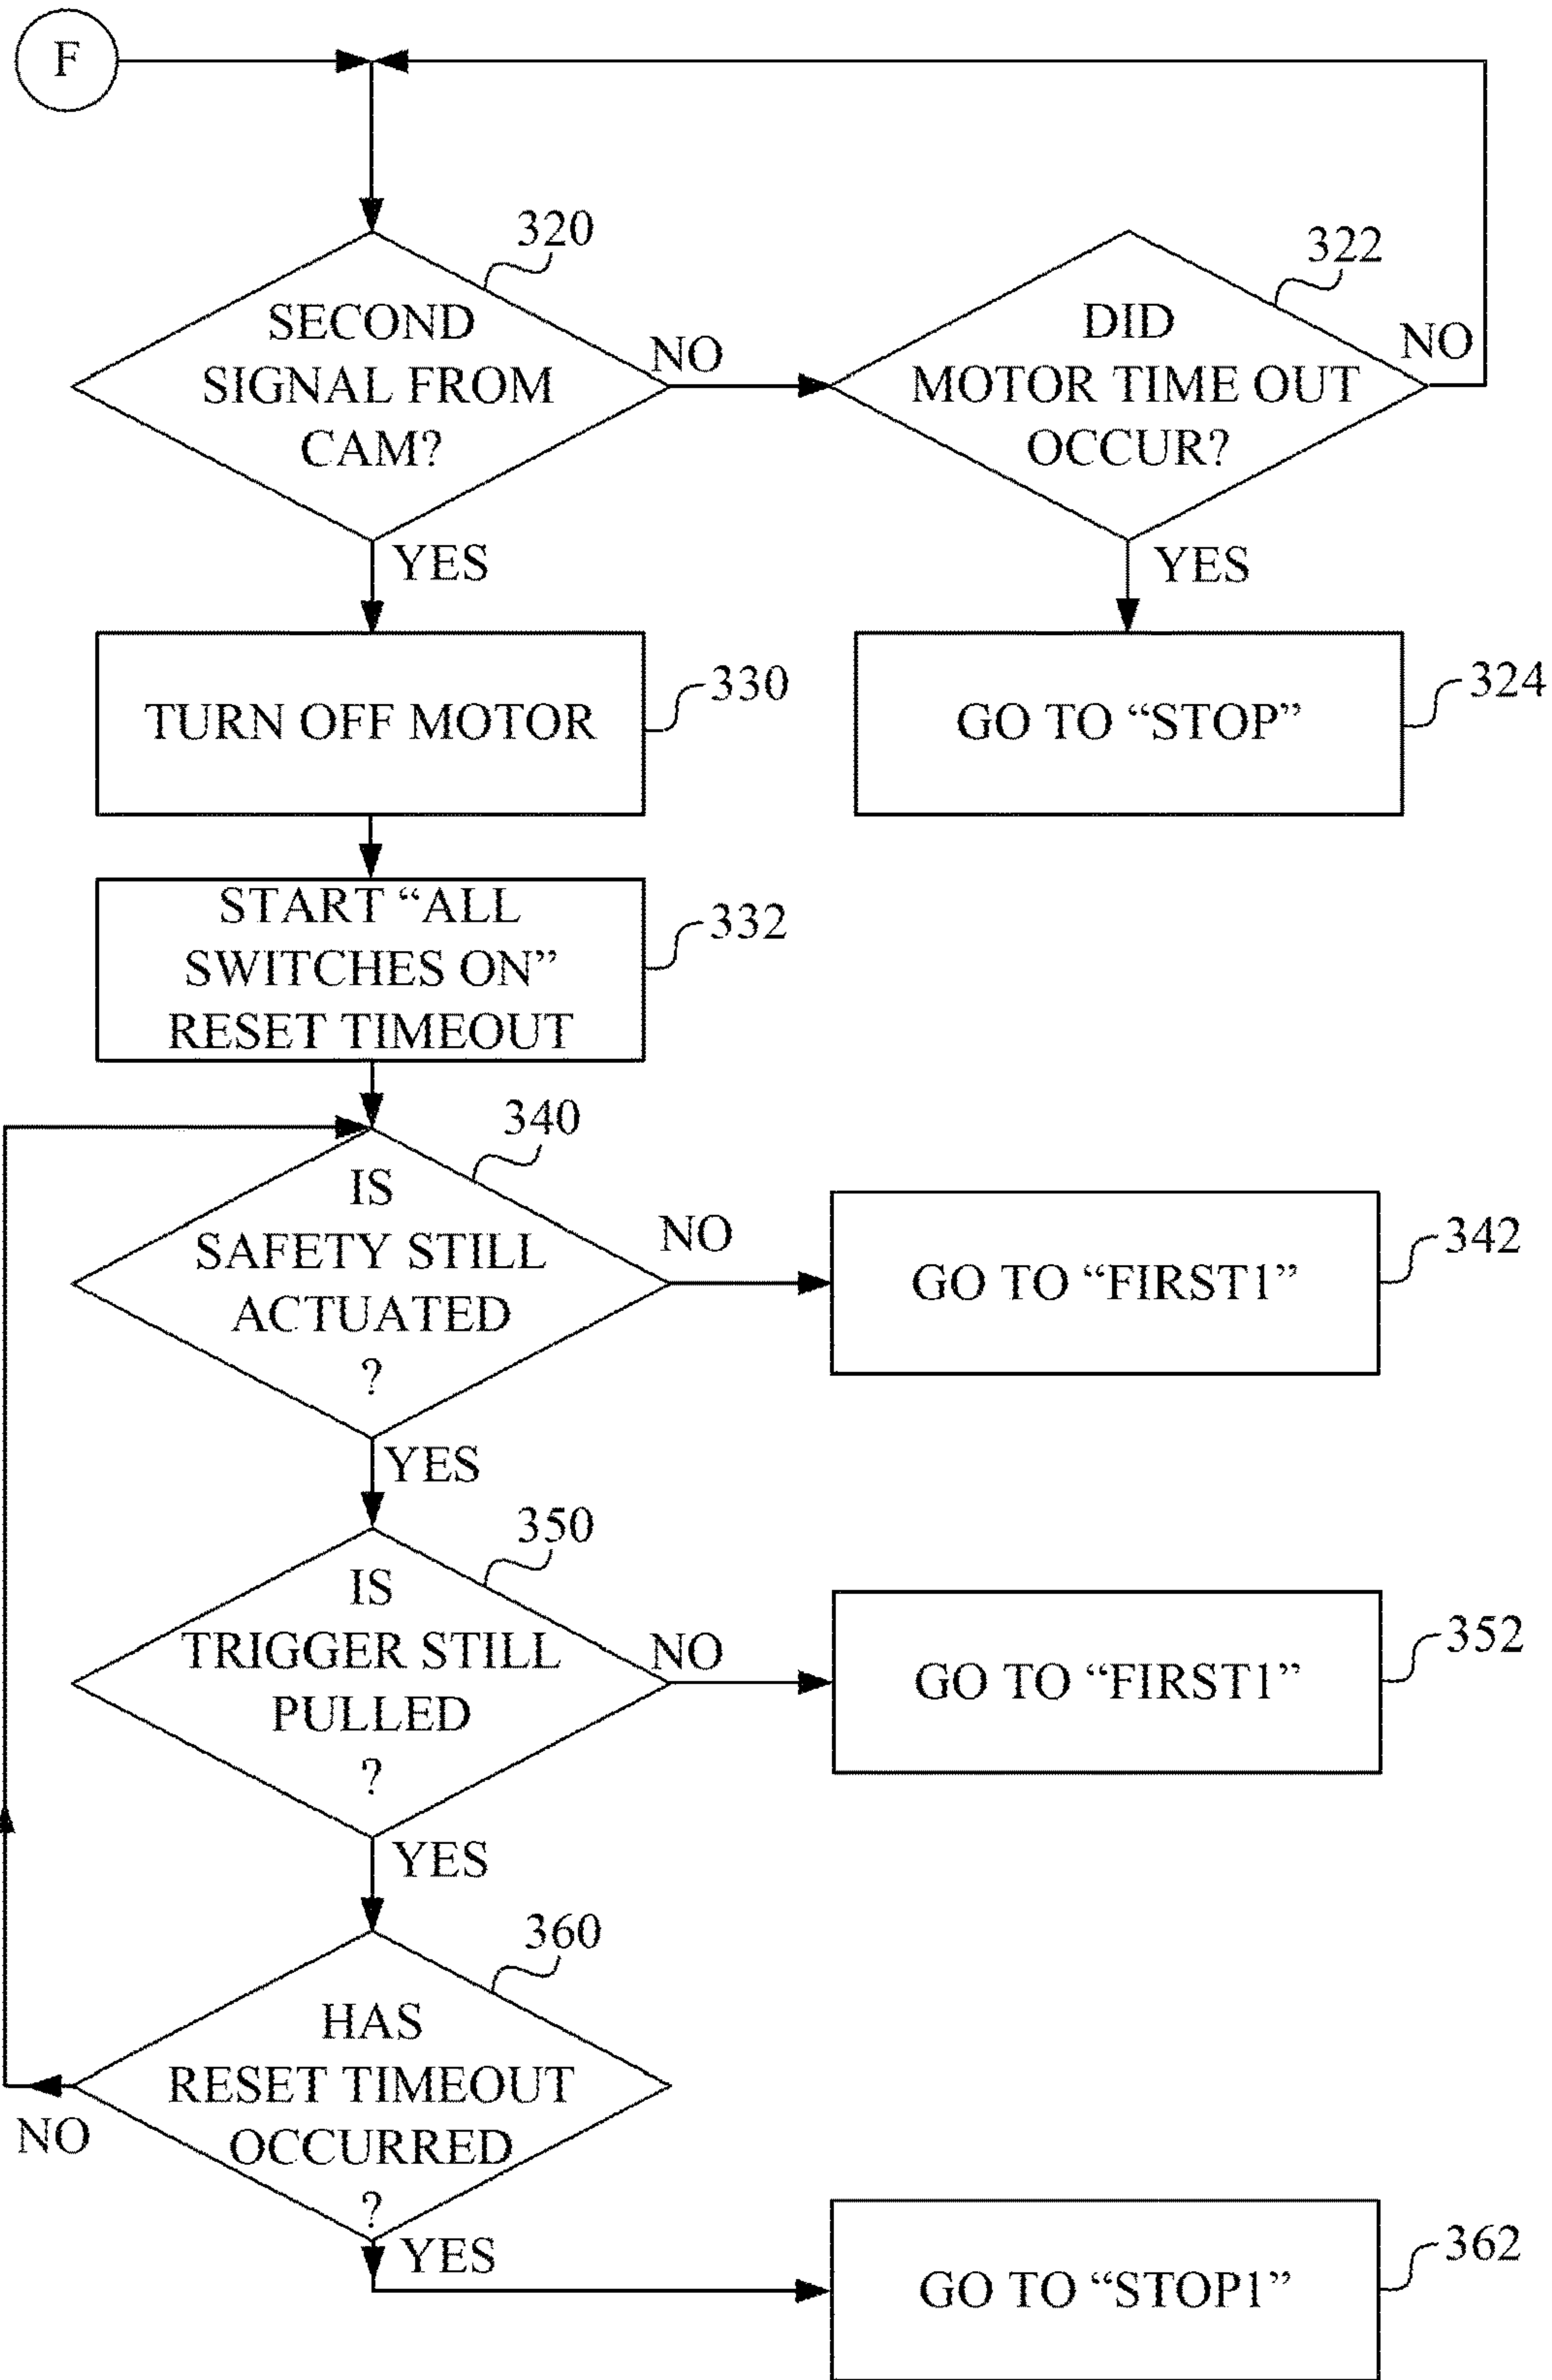 F
320
SECOND
SIGNAL FROM
CAM?
NO
322
DID
MOTOR TIME OUT
OCCUR?
NO
YES
YES
TURN OFF MOTOR
330
GO TO “STOP”
324
START “ALL
SWITCHES ON”
RESET TIMEOUT
332
340
IS
SAFETY STILL
ACTUATED
?
NO
GO TO “FIRST1”
342
YES
350
IS
TRIGGER STILL
PULLED
?
NO
GO TO “FIRST1”
352
YES
360
HAS
RESET TIMEOUT
OCCURRED
?
NO
YES
GO TO “STOP1”
362